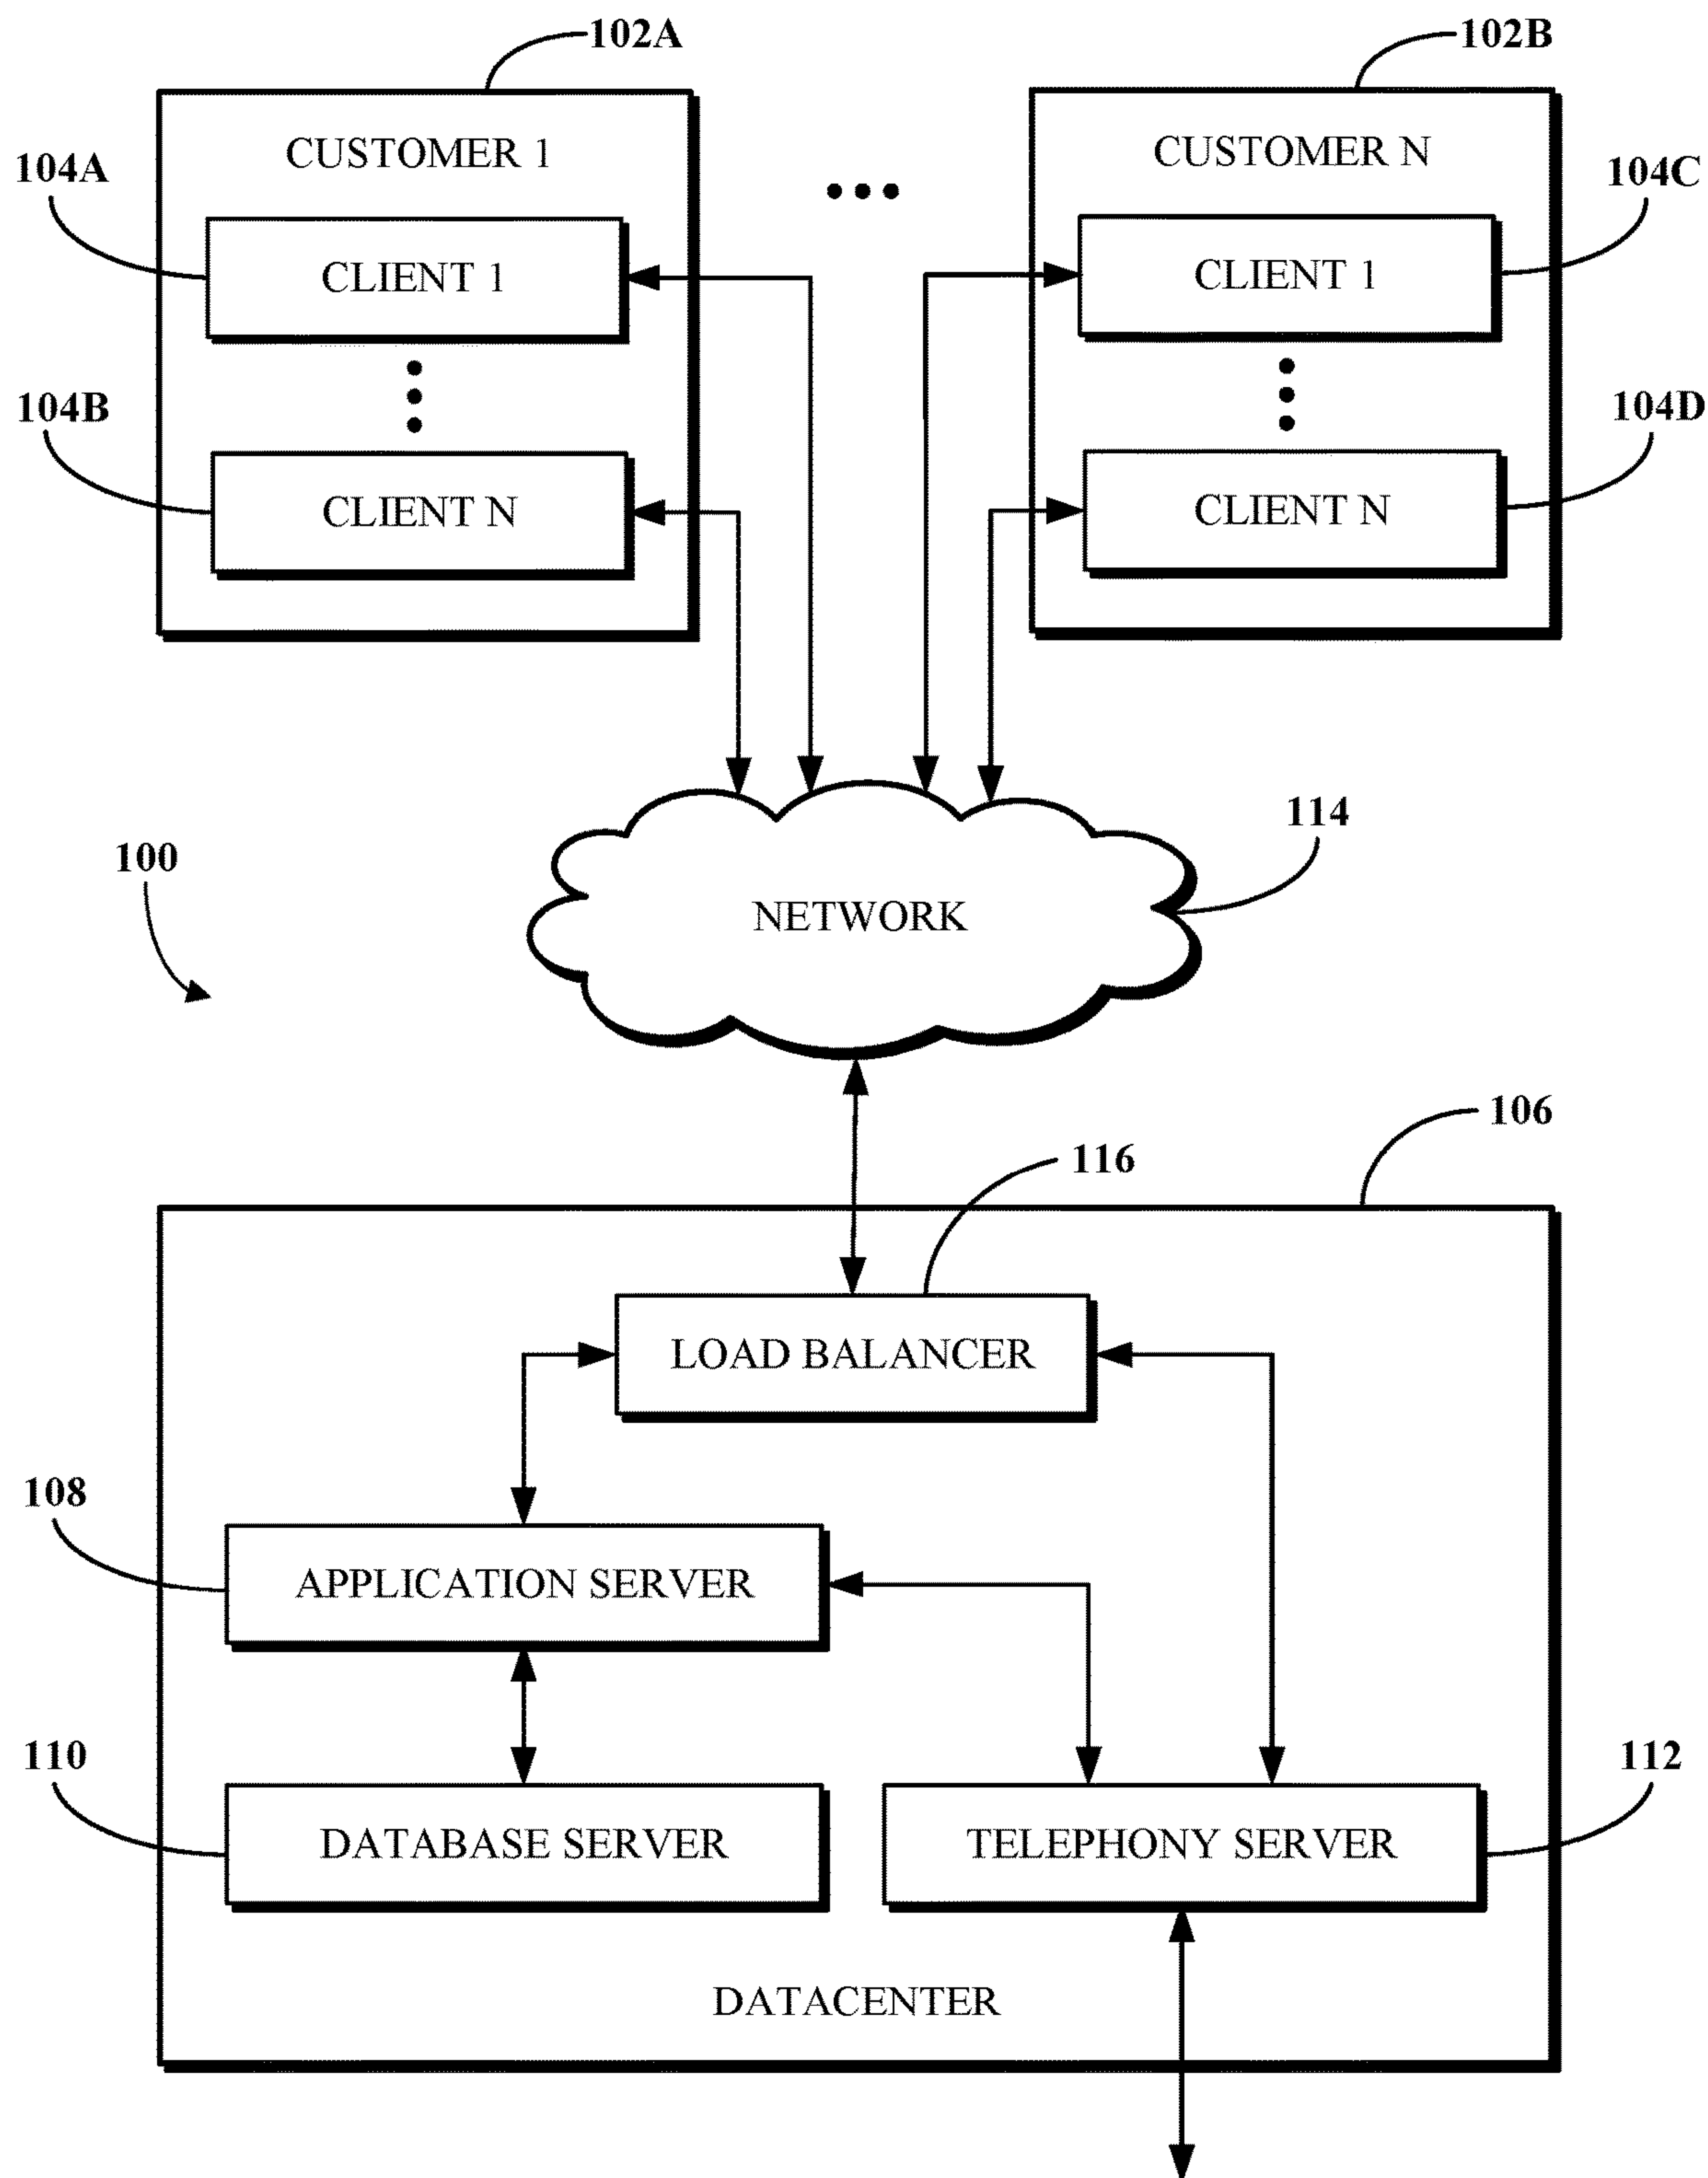 102A
102B
CUSTOMER 1
CUSTOMER N
104A
104C
CLIENT 1
CLIENT 1
104B
104D
CLIENT N
CLIENT N
114
100
NETWORK
106
116
LOAD BALANCER
108
APPLICATION SERVER
110
112
DATABASE SERVER
TELEPHONY SERVER
DATACENTER